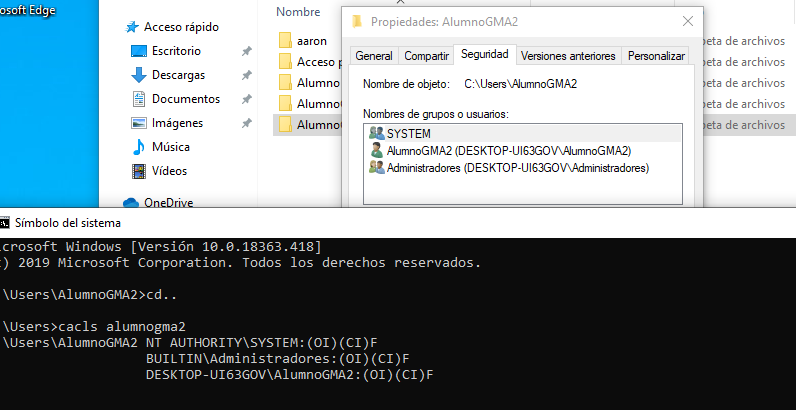 osoft Edge
Acceso rápido
Escritorio
Descargas
Documentos
Imágenes
Música
Vídeos
OneDrive
Nombre
aaron
Acceso p
Alumno
Alumno
Alumno
Propiedades: AlumnoGMA2
General
Compartir
Seguridad
Versiones anteriores
Personalizar
Nombre de objeto: C:\Users\AlumnoGMA2
Nombres de grupos o usuarios:
SYSTEM
AlumnoGMA2 (DESKTOP-UI63GOV\AlumnoGMA2)
Administradores (DESKTOP-UI63GOV\Administradores)
peta de archivos
peta de archivos
peta de archivos
peta de archivos
peta de archivos
Símbolo del sistema
icrosoft Windows [Versión 10.0.18363.418]
) 2019 Microsoft Corporation. Todos los derechos reservados.
\Users\AlumnoGMA2>cd..
\Users>cacls alumnogma2
\Users\AlumnoGMA2 NT AUTHORITY\SYSTEM:(OI)(CI)F
BUILTIN\Administradores:(OI)(CI)F
DESKTOP-UI63GOV\AlumnoGMA2:(OI)(CI)F